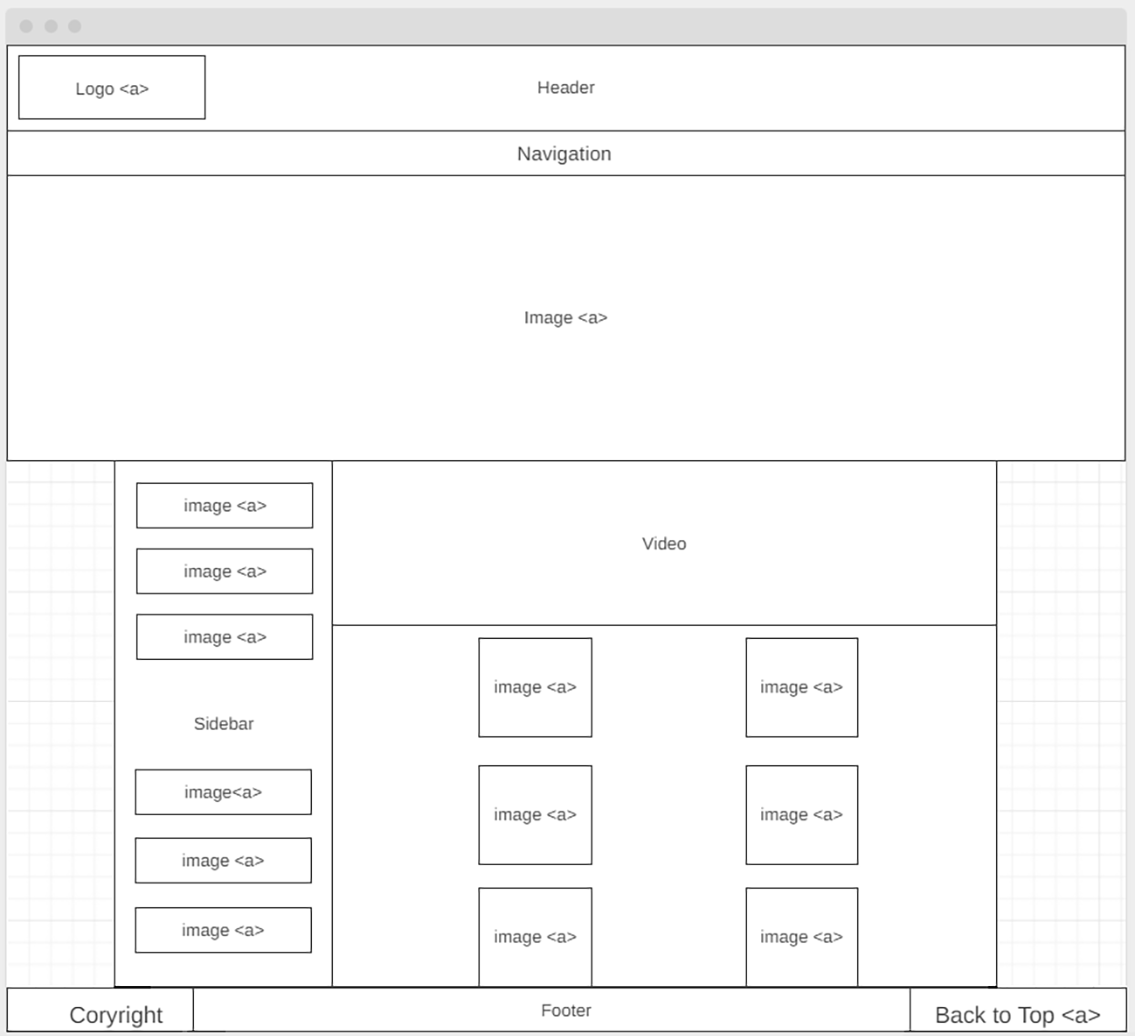 Logo <a>
Header
Navigation
Image <a>
image <a>
image <a>
image <a>
Sidebar
image<a>
image <a>
image <a>
Video
image <a>
image <a>
image <a>
image <a>
image <a>
image <a>
Coryright
Footer
Back to Top <a>